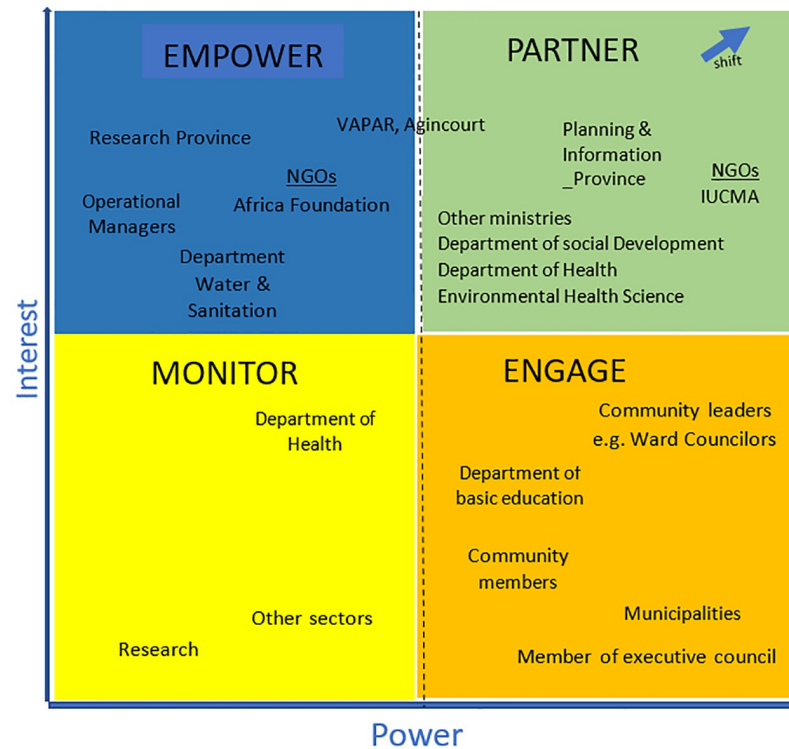 EMPOWER
Research Province
VAPAR, Agincourt
NGOs
Africa Foundation
Operational
Managers
Department
Water &
Sanitation
PARTNER
shift
Planning &
Information
_Province
NGOs
IUCMA
Other ministries
Department of social Development
Department of Health
Environmental Health Science
MONITOR
Department of
Health
Other sectors
Research
ENGAGE
Community leaders
e.g. Ward Councilors
Department of
basic education
Community
members
Municipalities
Member of executive council
Interest
Power